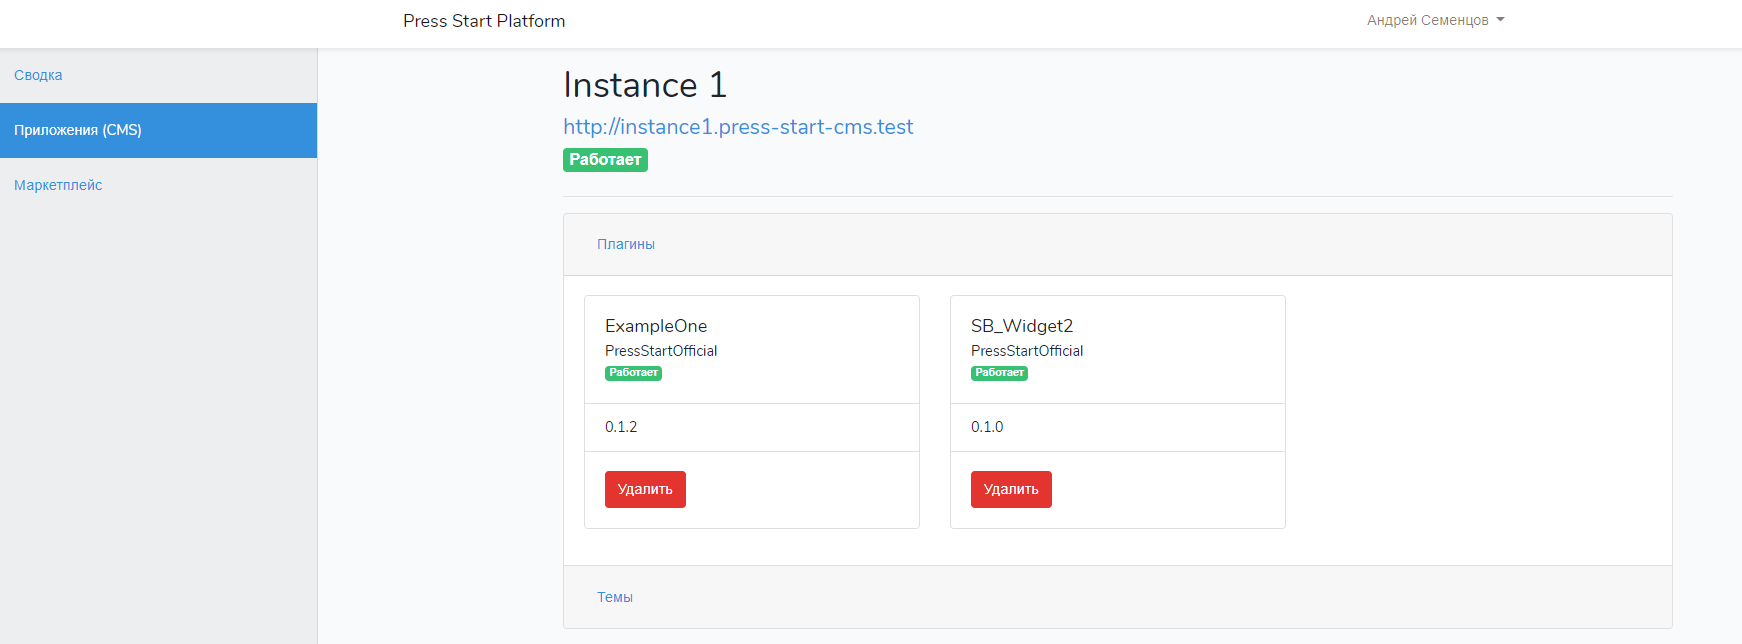 Press Start Platform
Андрей Семенцов
Сводка
Приложения (CMS)
Маркетплейс
Instance 1
http://instance1.press-start-cms.test
Работает
Плагины
ExampleOne
PressStartOfficial
Работает
0.1.2
Удалить
SB_Widget2
PressStartOfficial
Работает
0.1.0
Удалить
Темы